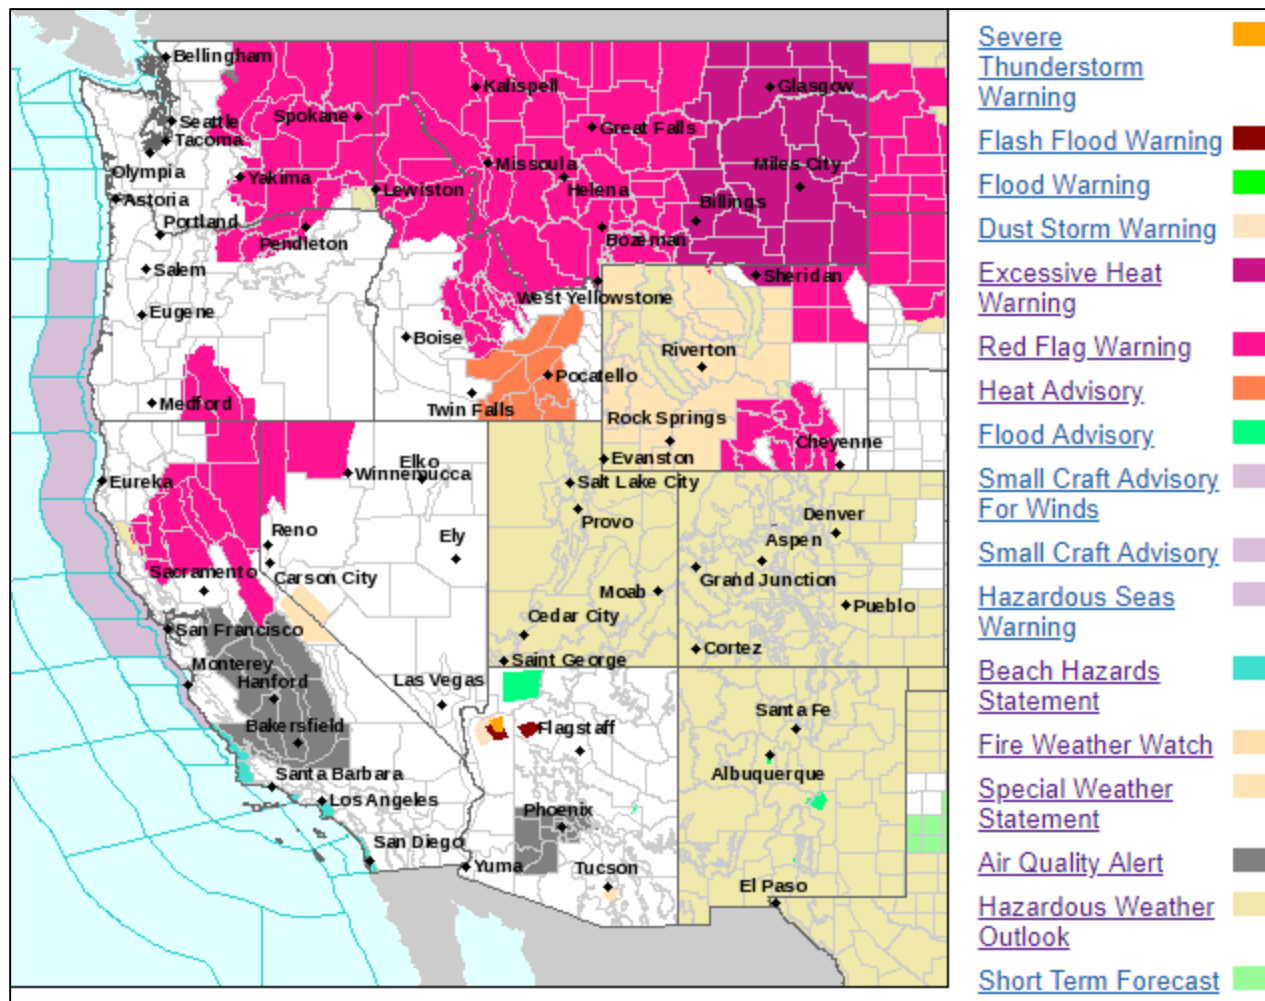 Bellingham
Seattle
Tacoma
Olympia
Astoria
Portland
Salem
Eugene
Medford
Spokane
Yakima
Pendleton
Lewiston
Kalispell
Great Falls
Missoula
Helena
Bozeman
Glasgow
Miles City
Billings
Sheridan
West Yellowstone
Boise
Pocatello
Twin Falls
Riverton
Rock Springs
Evanston
Cheyenne
Eureka
Winnemucca
Elko
Reno
Ely
Carson City
Sacramento
San Francisco
Monterey
Hanford
Bakersfield
Santa Barbara
Los Angeles
San Diego
Las Vegas
Salt Lake City
Provo
Moab
Cedar City
Saint George
Denver
Aspen
Grand Junction
Pueblo
Cortez
Flagstaff
Phoenix
Yuma
Tucson
Santa Fe
Albuquerque
El Paso
Severe
Thunderstorm
Warning
Flash Flood Warning
Flood Warning
Dust Storm Warning
Excessive Heat
Warning
Red Flag Warning
Heat Advisory
Flood Advisory
Small Craft Advisory
For Winds
Small Craft Advisory
Hazardous Seas
Warning
Beach Hazards
Statement
Fire Weather Watch
Special Weather
Statement
Air Quality Alert
Hazardous Weather
Outlook
Short Term Forecast